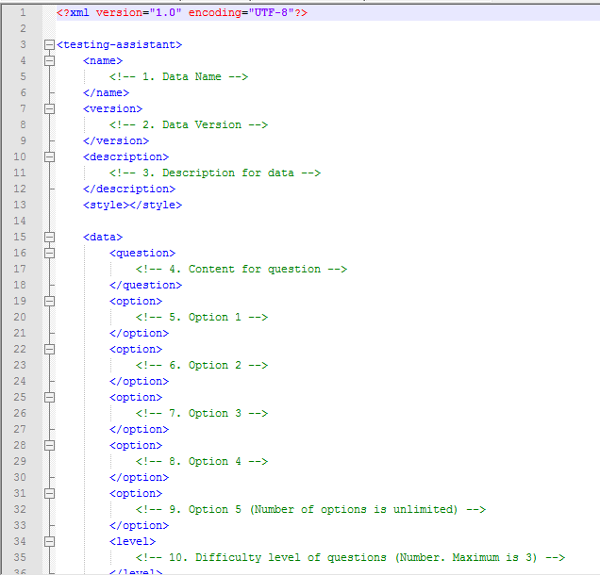 1 <?xml version="1.0" encoding="UTF-8"?>
2
3 <testing-assistant>
4 <name>
5 <!-- 1. Data Name -->
6 </name>
7 <version>
8 <!-- 2. Data Version -->
9 </version>
10 <description>
11 <!-- 3. Description for data -->
12 </description>
13 <style></style>
14
15 <data>
16 <question>
17 <!-- 4. Content for question -->
18 </question>
19 <option>
20 <!-- 5. Option 1 -->
21 </option>
22 <option>
23 <!-- 6. Option 2 -->
24 </option>
25 <option>
26 <!-- 7. Option 3 -->
27 </option>
28 <option>
29 <!-- 8. Option 4 -->
30 </option>
31 <option>
32 <!-- 9. Option 5 (Number of options is unlimited) -->
33 </option>
34 <level>
35 <!-- 10. Difficulty level of questions (Number. Maximum is 3) -->
36 </level>